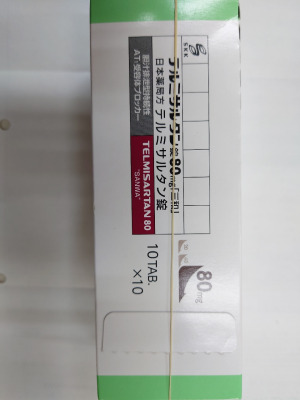 SKK
テルミサルタン錠80mg「三和」
日本薬局方 テルミサルタン錠
胆汁排泄型持続性
AT₁受容体ブロッカー
TELMISARTAN 80
"SANWA"
10TAB.
×10
80mg